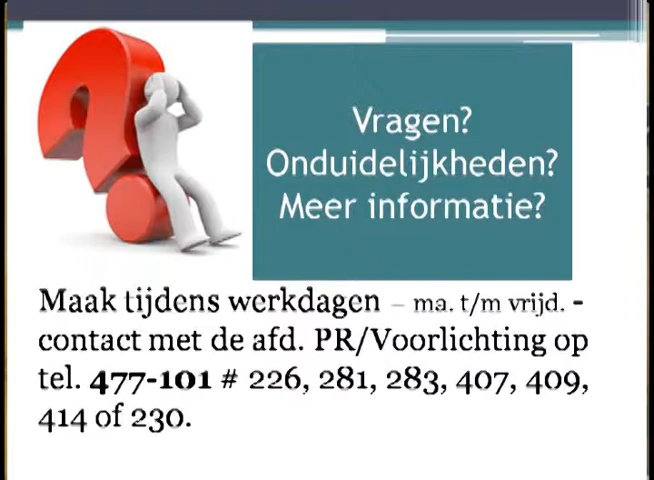 Vragen?
Onduidelijkheden?
Meer informatie?
Maak tijdens werkdagen – ma. t/m vrijd. -
contact met de afd. PR/Voorlichting op
tel. 477-101 # 226, 281, 283, 407, 409,
414 of 230.